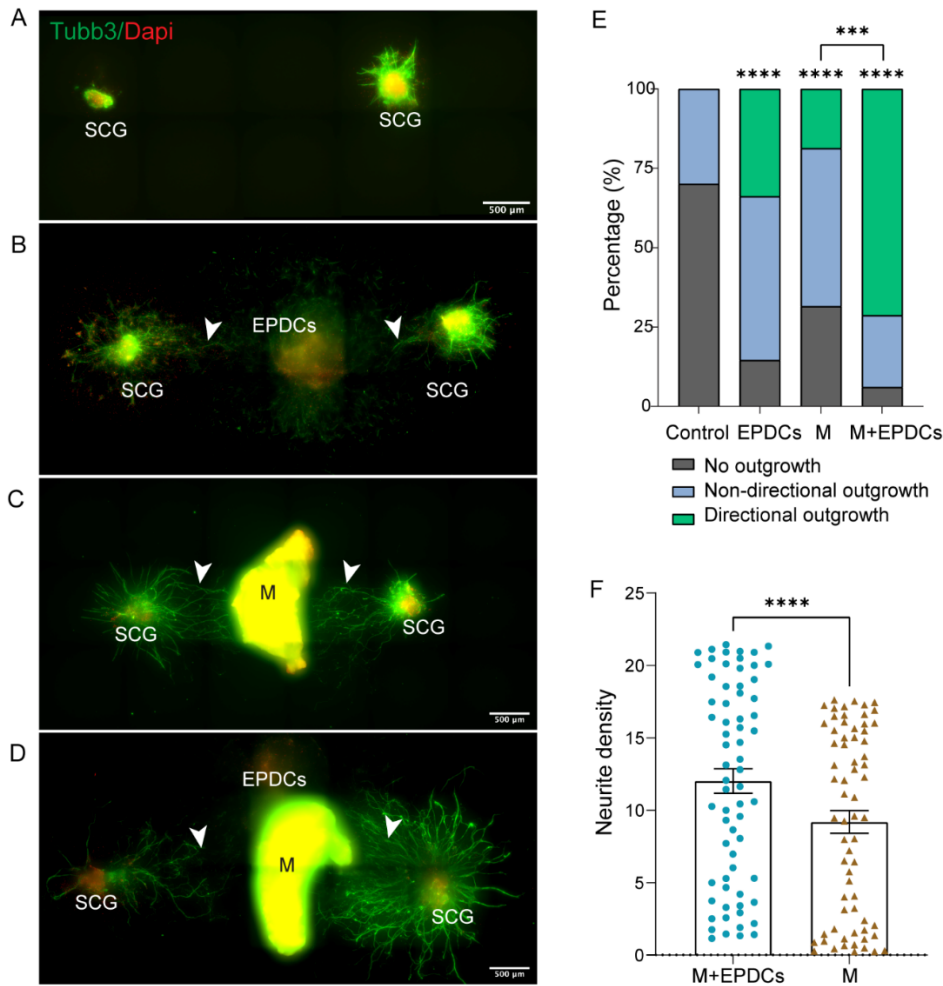 A
Tubb3/Dapi
SCG
SCG
500 µm
B
EPDCs
SCG
SCG
500 µm
C
M
SCG
SCG
500 µm
D
EPDCs
M
SCG
SCG
500 µm
E
***
**** **** ****
Percentage (%)
100
75
50
25
0
Control EPDCs M M+EPDCs
No outgrowth
Non-directional outgrowth
Directional outgrowth
F
****
Neurite density
25
20
15
10
5
0
M+EPDCs M